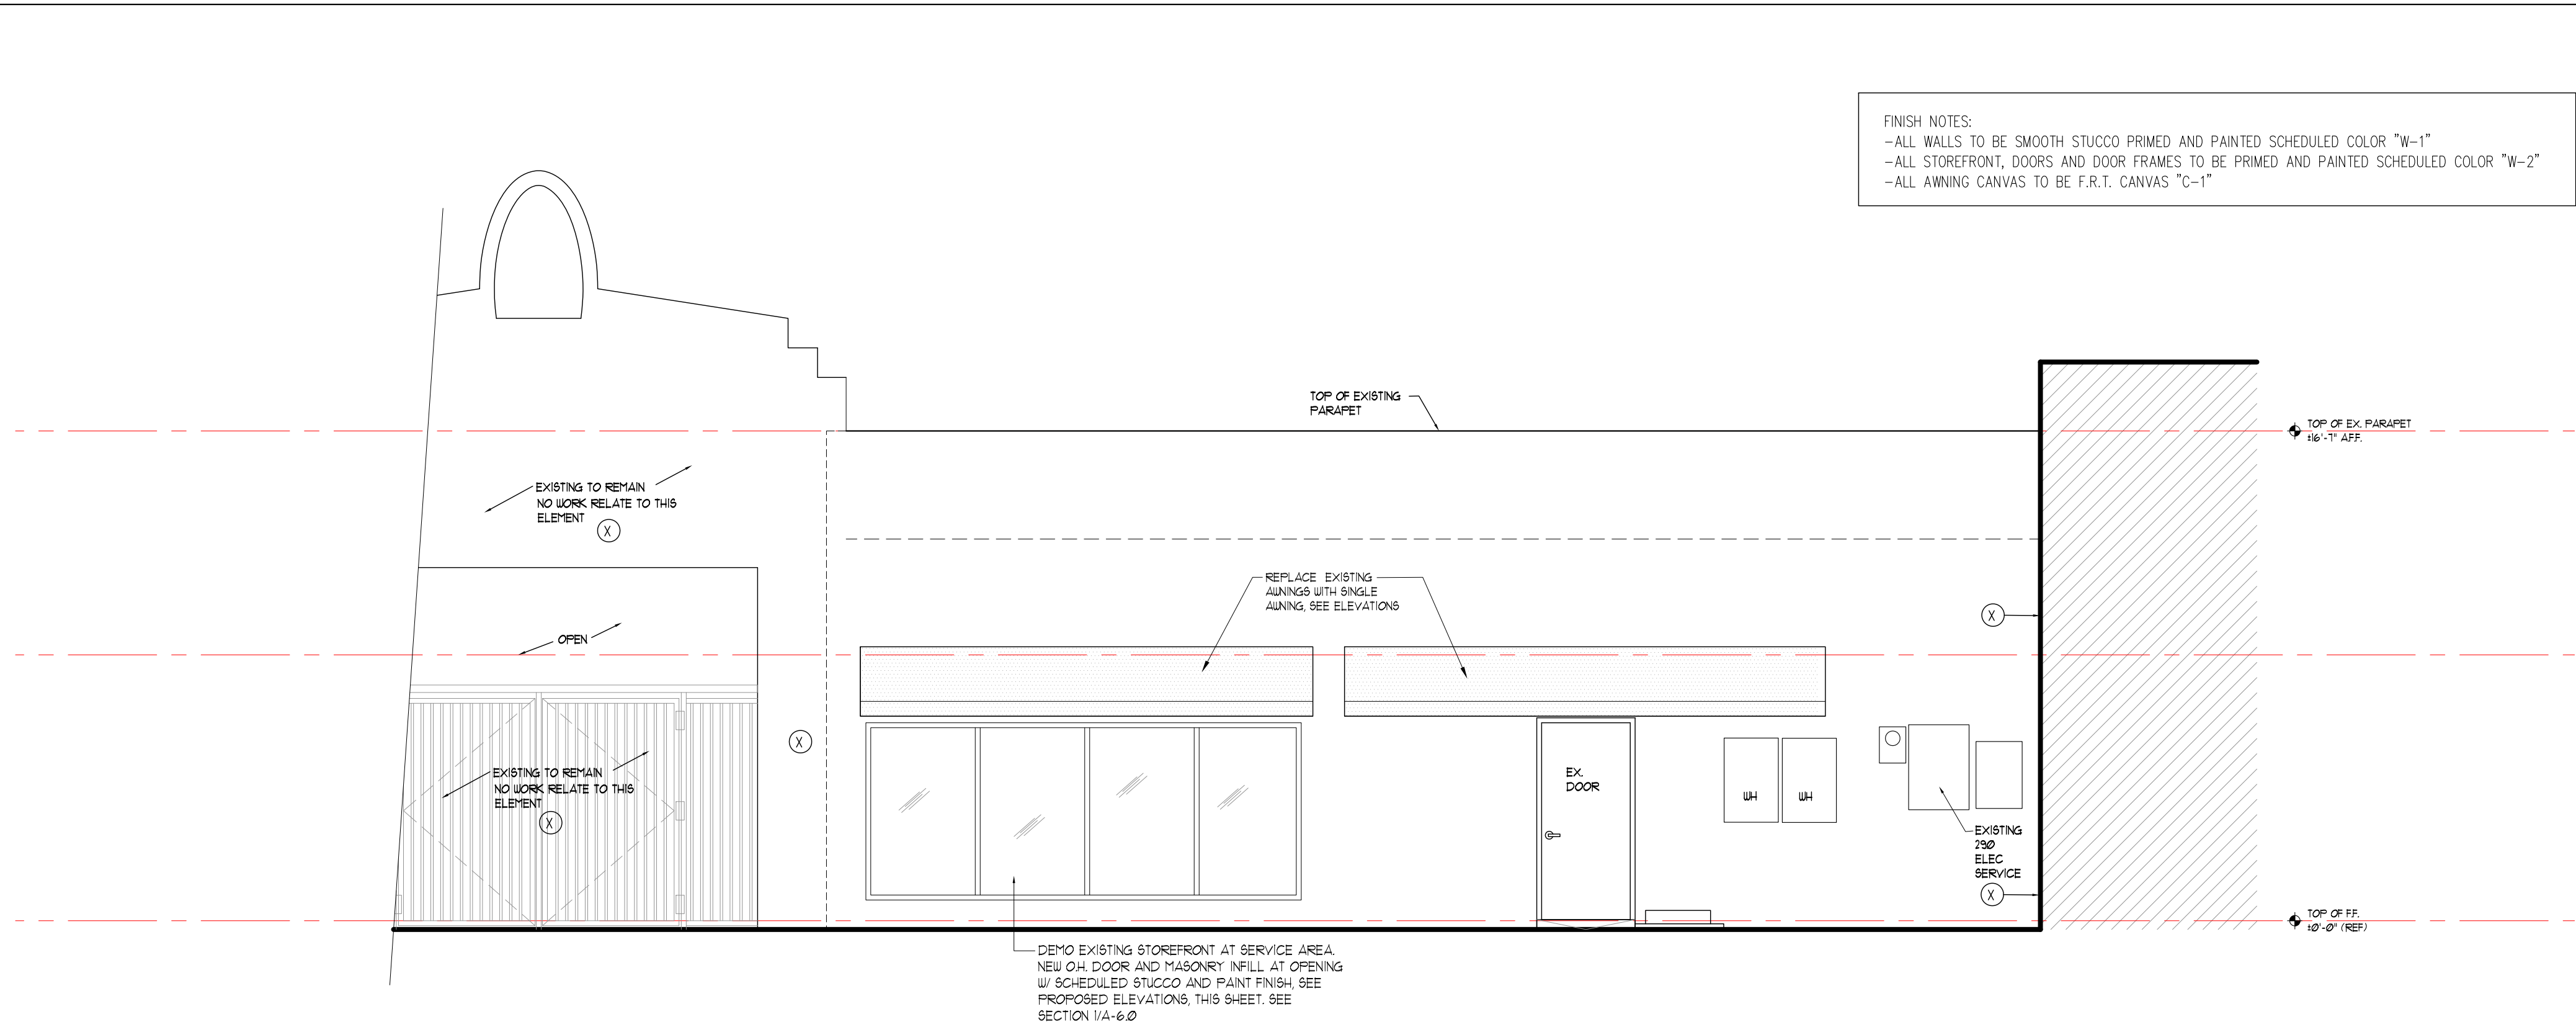 FINISH NOTES:
-ALL WALLS TO BE SMOOTH STUCCO PRIMED AND PAINTED SCHEDULED COLOR "W-1"
-ALL STOREFRONT, DOORS AND DOOR FRAMES TO BE PRIMED AND PAINTED SCHEDULED COLOR "W-2"
-ALL AWNING CANVAS TO BE F.R.T. CANVAS "C-1"
TOP OF EXISTING
PARAPET
TOP OF EX. PARAPET
±16'-7" A.F.F.
EXISTING TO REMAIN
NO WORK RELATE TO THIS
ELEMENT
X
REPLACE EXISTING
AWNINGS WITH SINGLE
AWNING, SEE ELEVATIONS
X
OPEN
X
EXISTING TO REMAIN
NO WORK RELATE TO THIS
ELEMENT
X
EX.
DOOR
WH
WH
EXISTING
230
ELEC
SERVICE
X
TOP OF F.F.
±0'-0" (REF)
DEMO EXISTING STOREFRONT AT SERVICE AREA.
NEW O.H. DOOR AND MASONRY INFILL AT OPENING
W/ SCHEDULED STUCCO AND PAINT FINISH, SEE
PROPOSED ELEVATIONS, THIS SHEET. SEE
SECTION 1/A-6.0